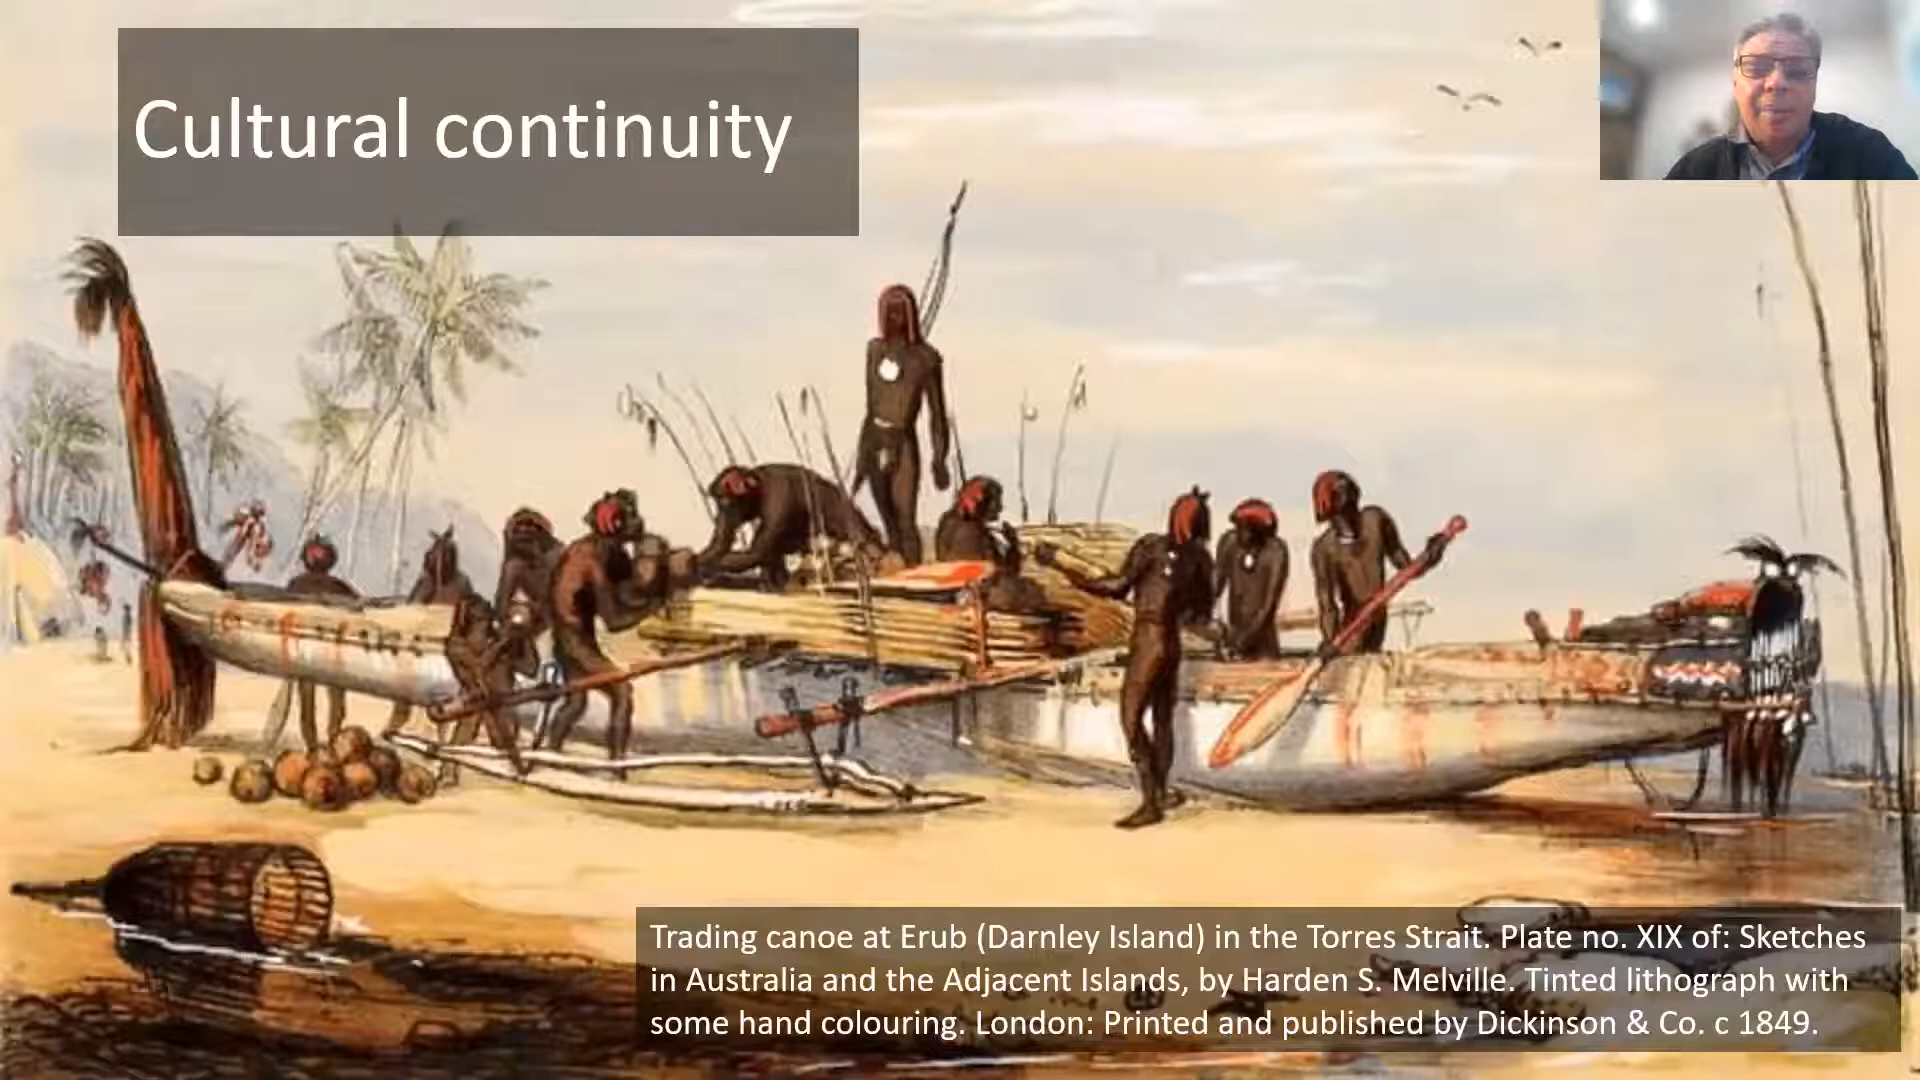 Cultural continuity
Trading canoe at Erub (Darnley Island) in the Torres Strait. Plate no. XIX of: Sketches
in Australia and the Adjacent Islands, by Harden S. Melville. Tinted lithograph with
some hand colouring. London: Printed and published by Dickinson & Co. c 1849.